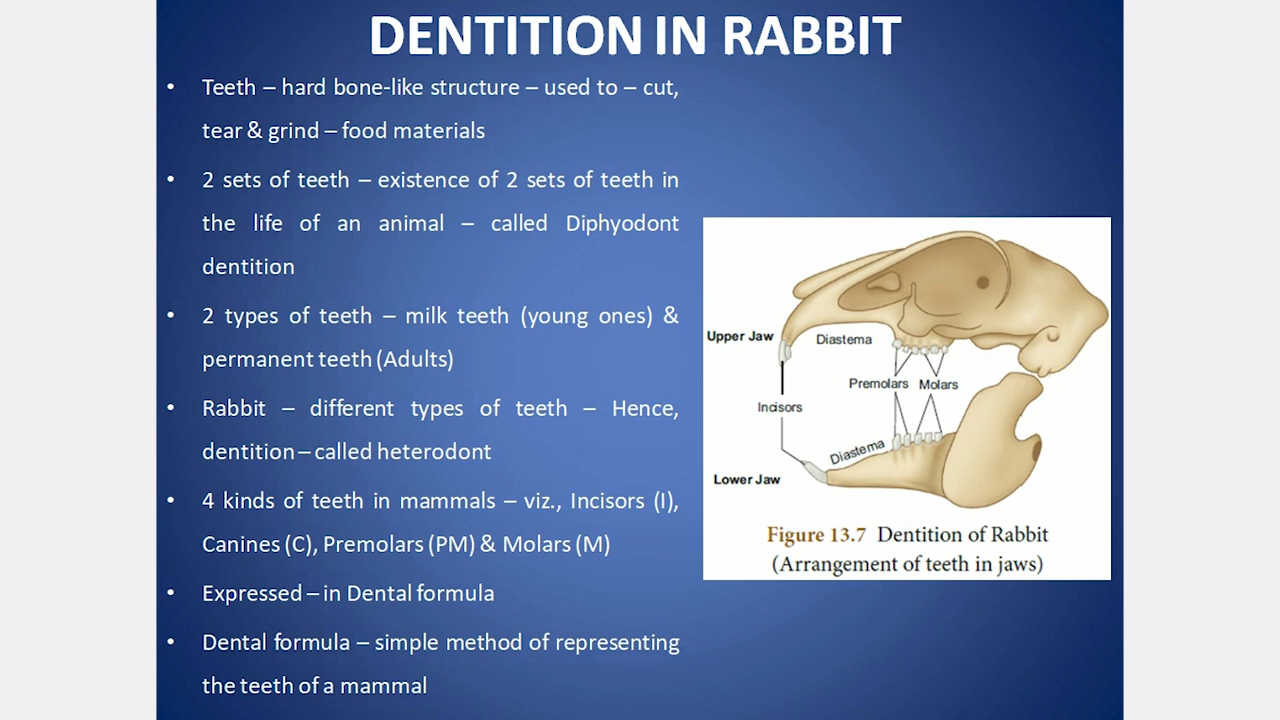 DENTITION IN RABBIT
• Teeth – hard bone-like structure – used to – cut,
tear & grind – food materials
• 2 sets of teeth – existence of 2 sets of teeth in
the life of an animal – called Diphyodont
dentition
• 2 types of teeth – milk teeth (young ones) &
permanent teeth (Adults)
• Rabbit – different types of teeth – Hence,
dentition – called heterodont
• 4 kinds of teeth in mammals – viz., Incisors (I),
Canines (C), Premolars (PM) & Molars (M)
• Expressed – in Dental formula
• Dental formula – simple method of representing
the teeth of a mammal
Upper Jaw
Diastema
Premolars Molars
Incisors
Diastema
Lower Jaw
Figure 13.7 Dentition of Rabbit
(Arrangement of teeth in jaws)